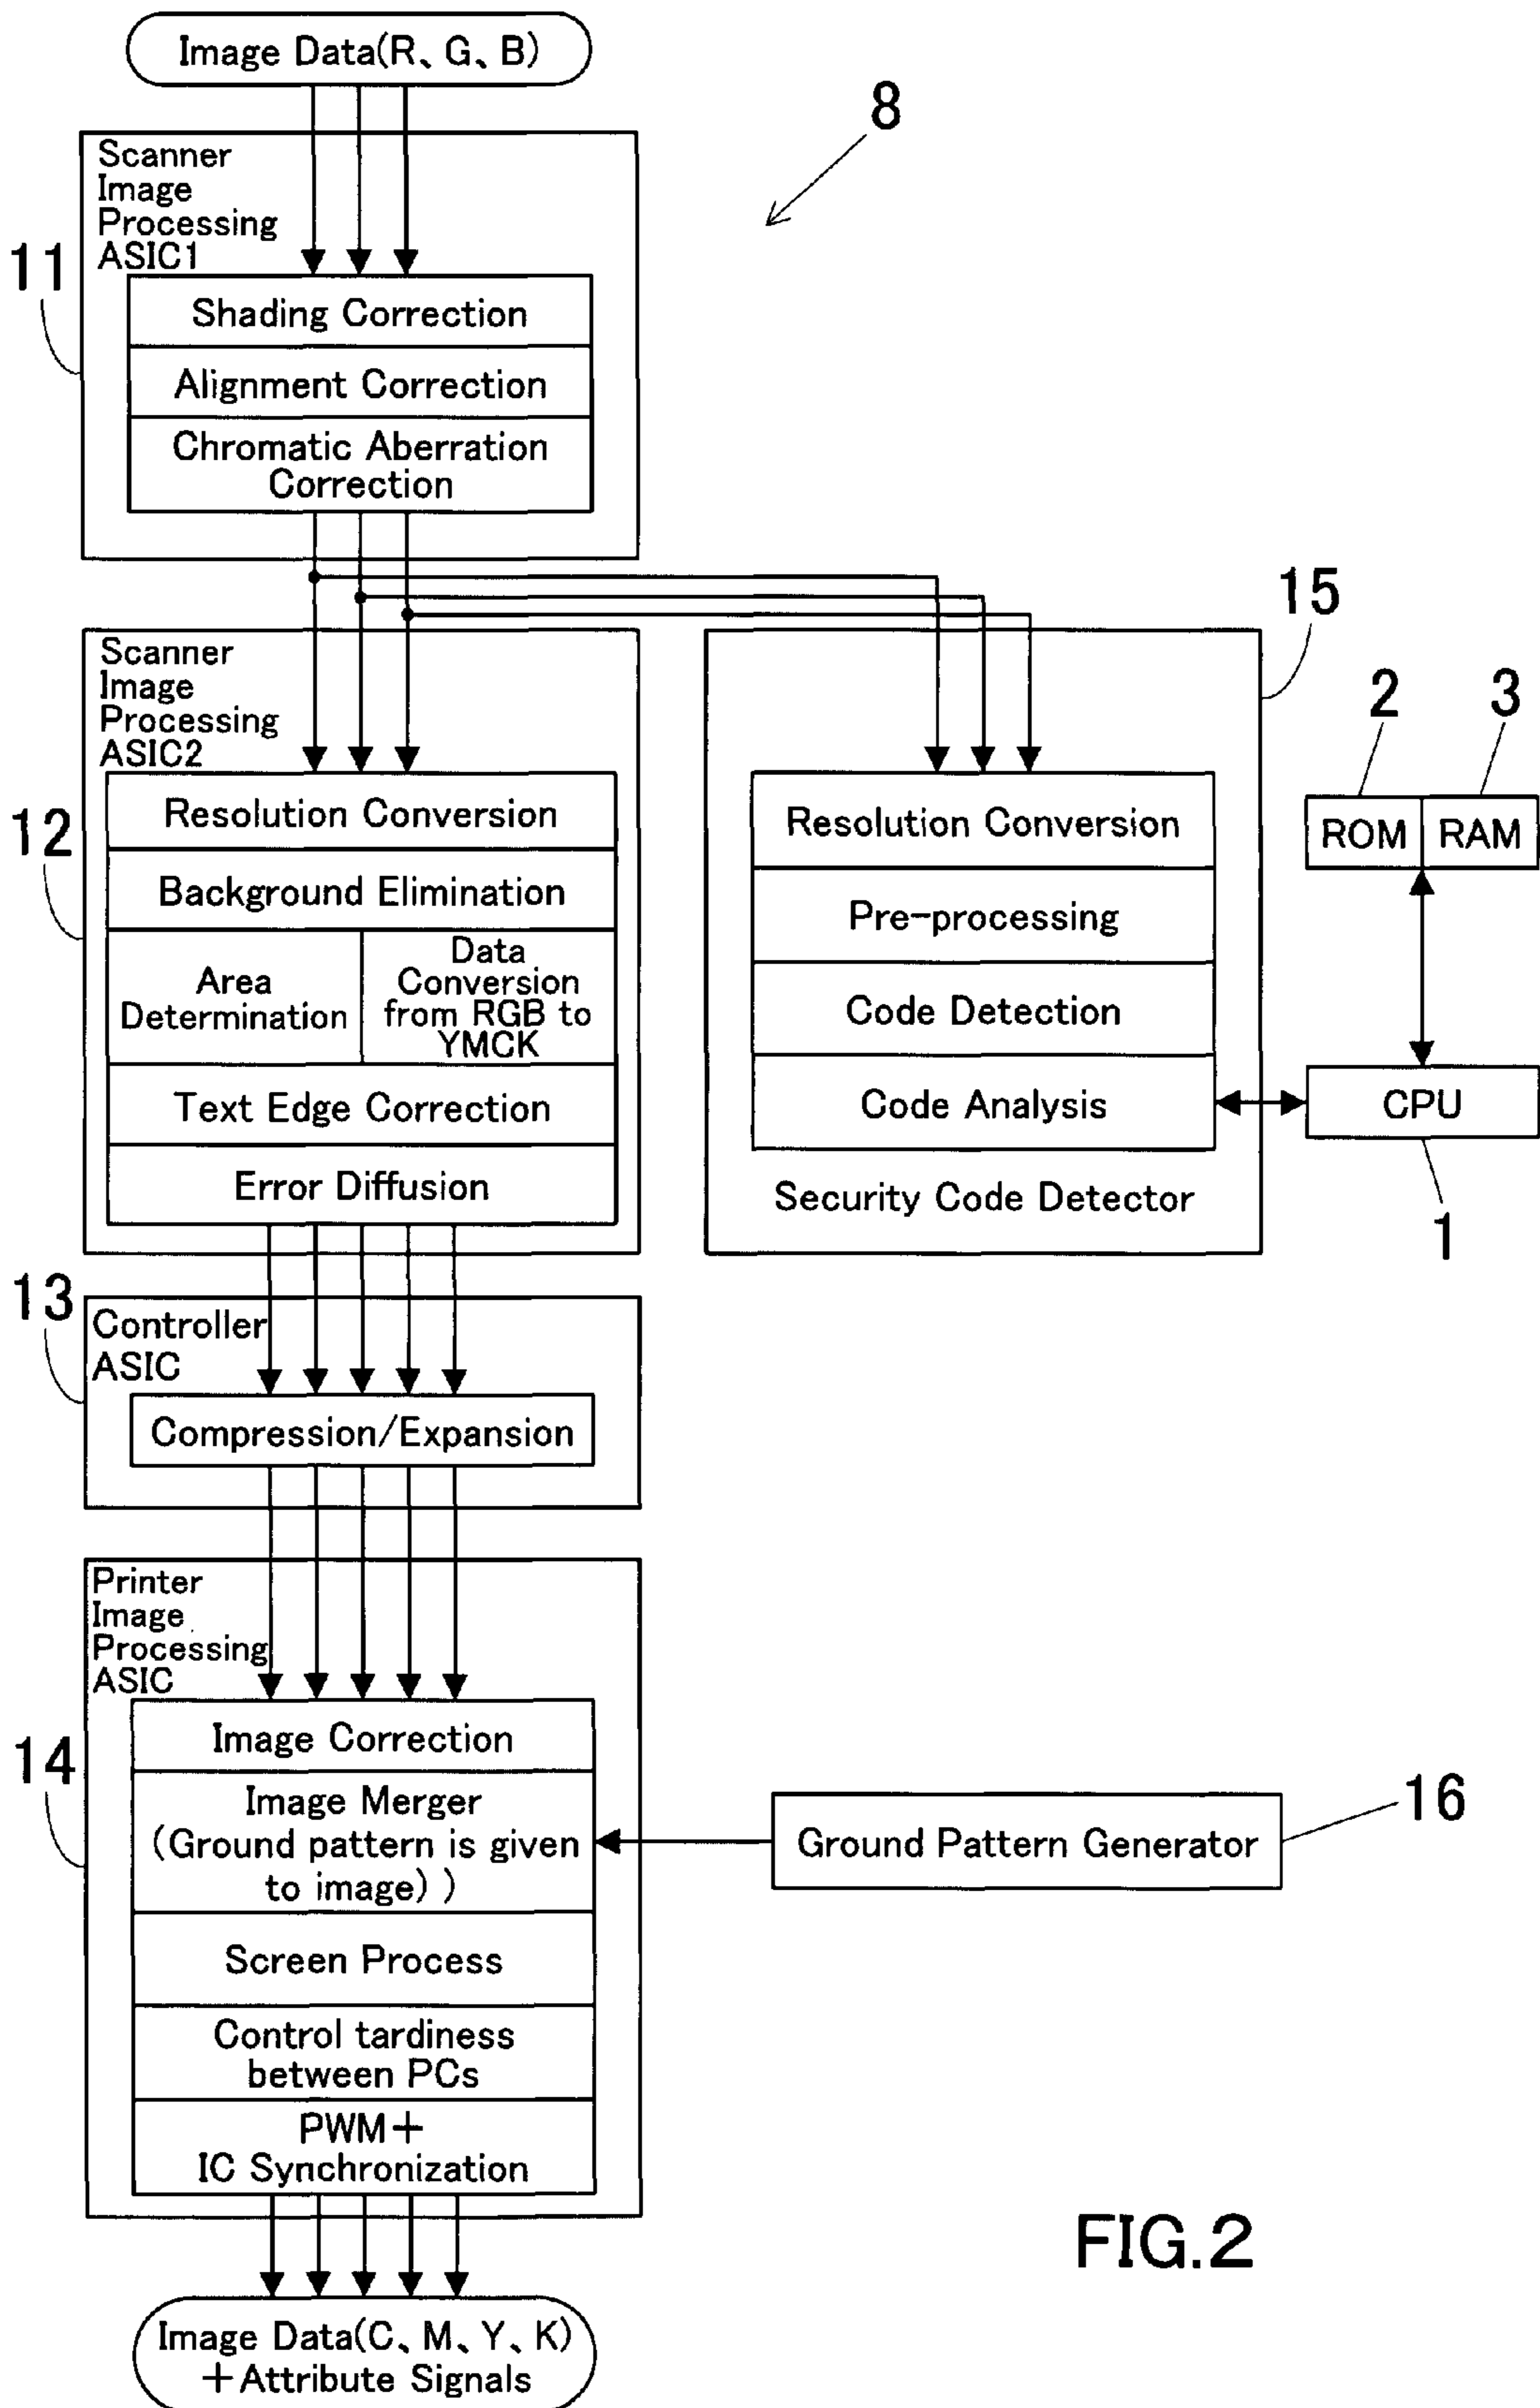 Image Data(R、G、B)
8
Scanner
Image
Processing
ASIC1
11
Shading Correction
Alignment Correction
Chromatic Aberration
Correction
15
Scanner
Image
Processing
ASIC2
12
Resolution Conversion
Background Elimination
Area
Determination
Data
Conversion
from RGB to
YMCK
Text Edge Correction
Error Diffusion
Resolution Conversion
Pre-processing
Code Detection
Code Analysis
Security Code Detector
2
3
ROM
RAM
CPU
1
13
Controller
ASIC
Compression/Expansion
Printer
Image
Processing
ASIC
14
Image Correction
Image Merger
(Ground pattern is given
to image) )
Screen Process
Control tardiness
between PCs
PWM+
IC Synchronization
Ground Pattern Generator
16
Image Data(C、M、Y、K)
+Attribute Signals
FIG.2